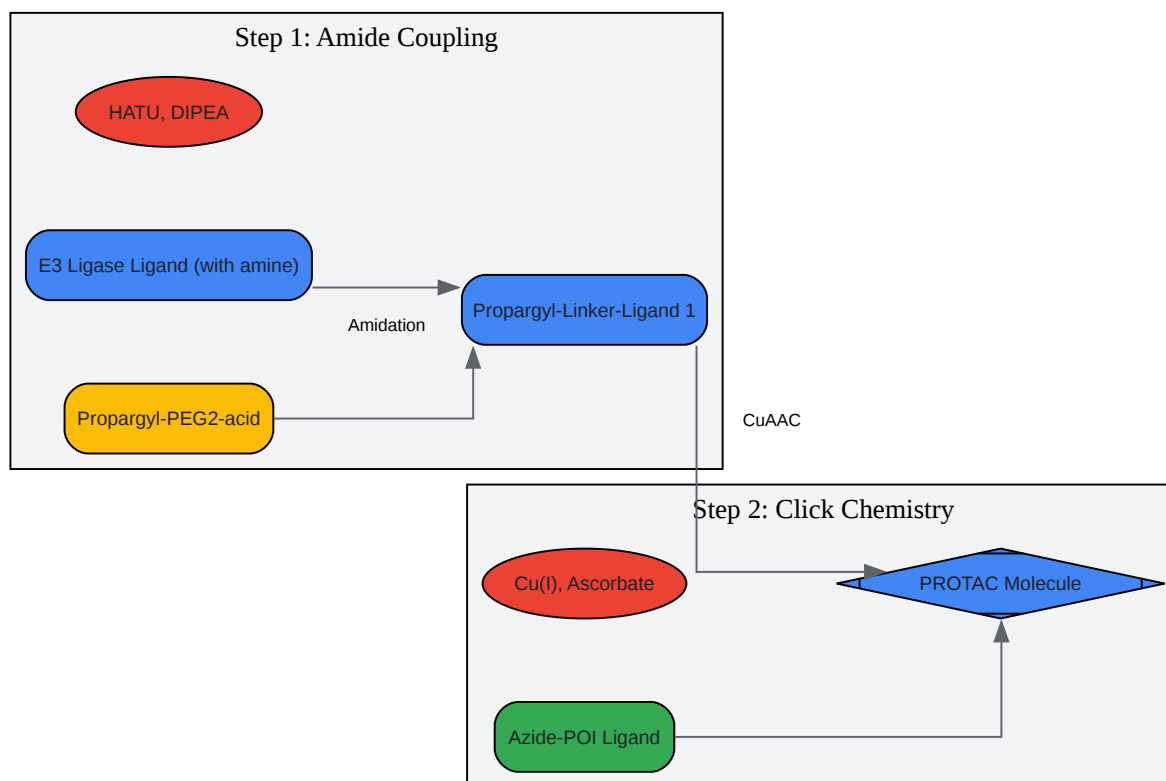 Step 1: Amide Coupling
HATU, DIPEA
E3 Ligase Ligand (with amine)
Propargyl-Linker-Ligand 1
Amidation
Propargyl-PEG2-acid
CuAAC
Step 2: Click Chemistry
Cu(I), Ascorbate
PROTAC Molecule
Azide-POI Ligand